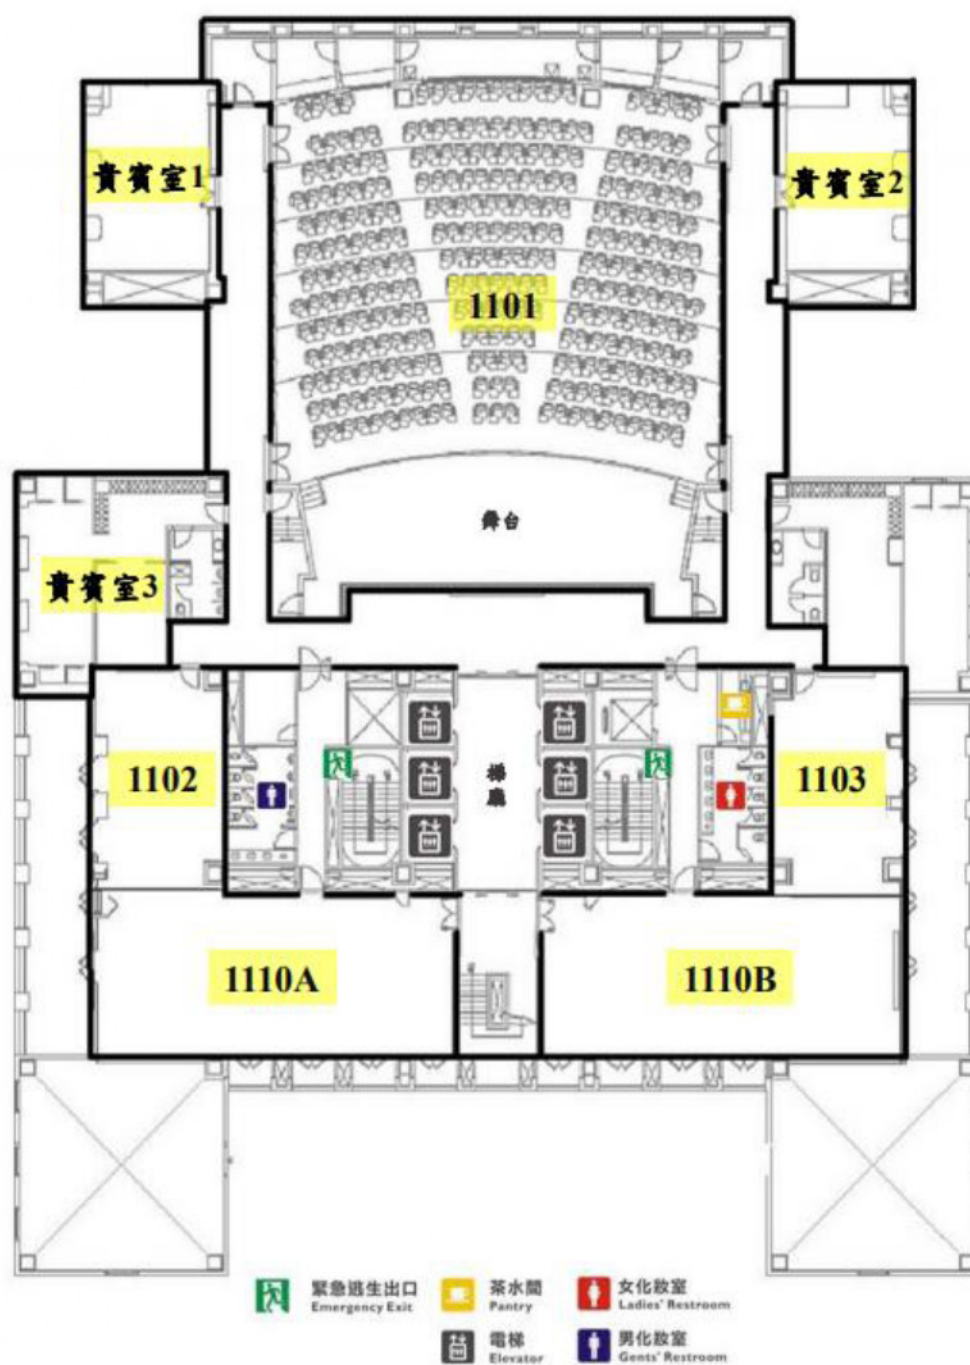 貴賓室1
貴賓室2
1101
舞台
貴賓室3
1102
梯廳
1103
1110A
1110B
緊急逃生出口
Emergency Exit
茶水間
Pantry
女化妝室
Ladies' Restroom
電梯
Elevator
男化妝室
Gents' Restroom